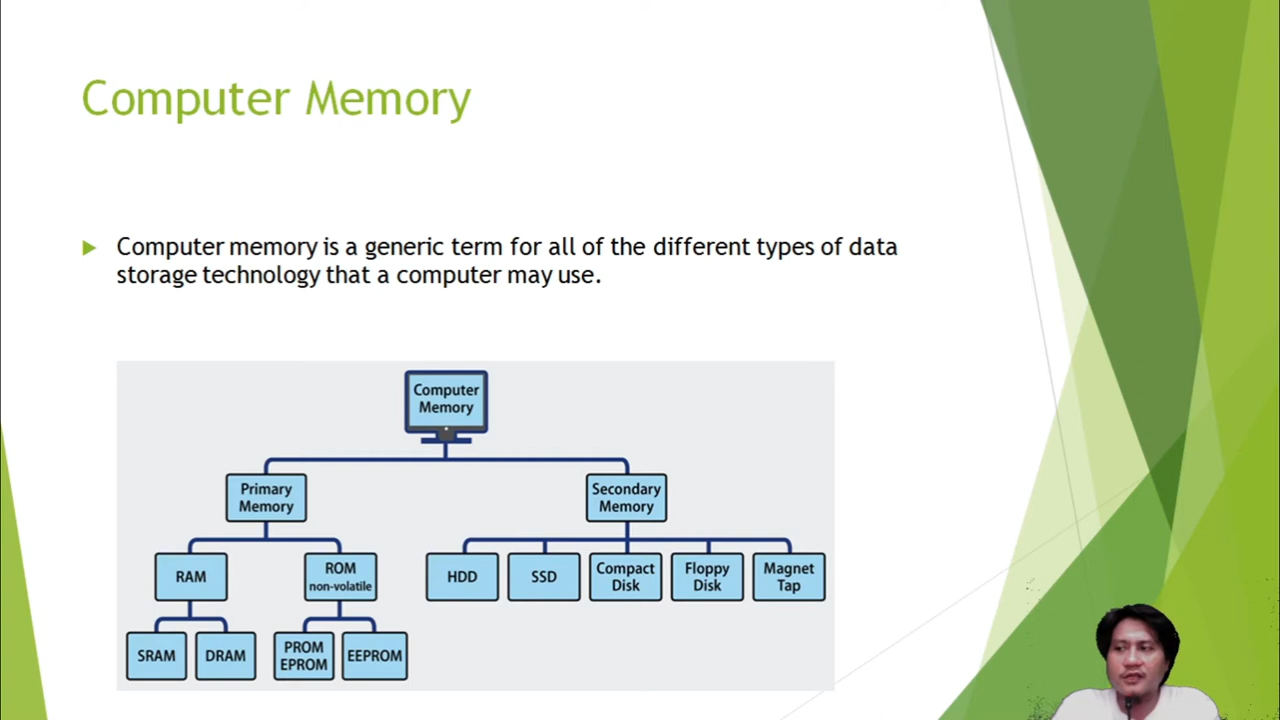 Computer Memory
Computer memory is a generic term for all of the different types of data
storage technology that a computer may use.
Computer
Memory
Primary
Memory
Secondary
Memory
RAM
ROM
non-volatile
HDD
SSD
Compact
Disk
Floppy
Disk
Magnet
Tap
SRAM
DRAM
PROM
EPROM
EEPROM